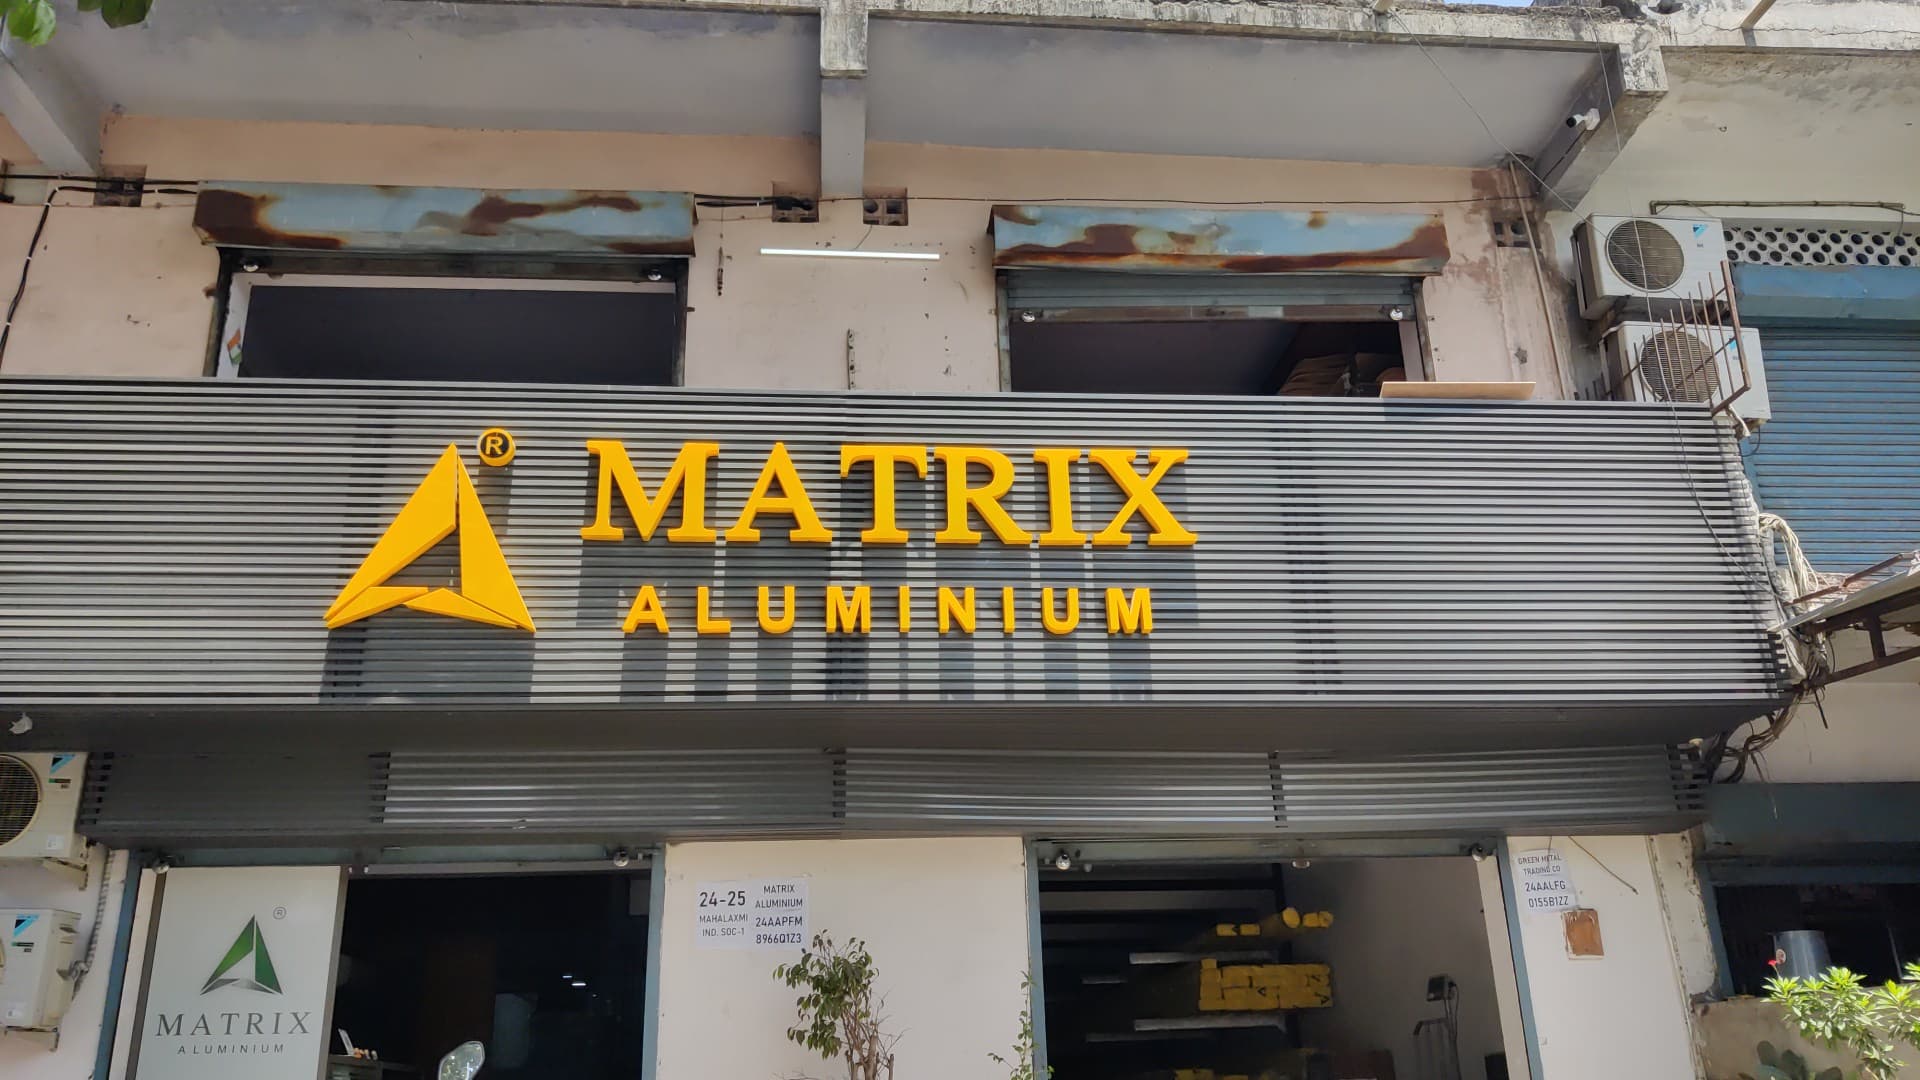 ®
MATRIX
ALUMINIUM
24-25
MAHALAXMI
IND. SOC-1
MATRIX
ALUMINIUM
24AAPFM
8966Q1Z3
GREEN METAL
TRADING CO
24AALFG
0155B1ZZ
®
MATRIX
ALUMINIUM